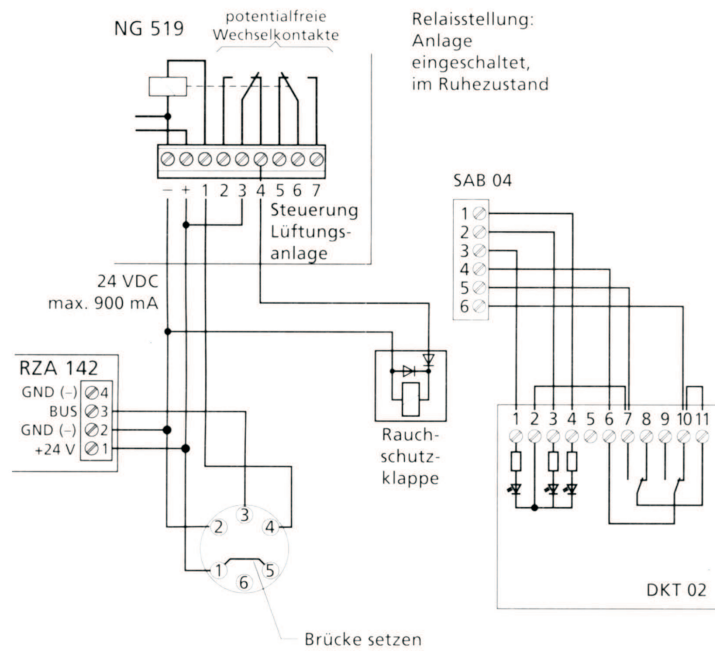 NG 519
potentialfreie
Wechselkontakte
Relaisstellung:
Anlage
eingeschaltet,
im Ruhezustand
– + 1 2 3 4 5 6 7
Steuerung
Lüftungs-
anlage
24 VDC
max. 900 mA
SAB 04
1
2
3
4
5
6
RZA 142
GND (–) 4
BUS 3
GND (–) 2
+24 V 1
Rauch-
schutz-
klappe
1 2 3 4 5 6 7 8 9 10 11
DKT 02
3
2 4
1 5
6
Brücke setzen